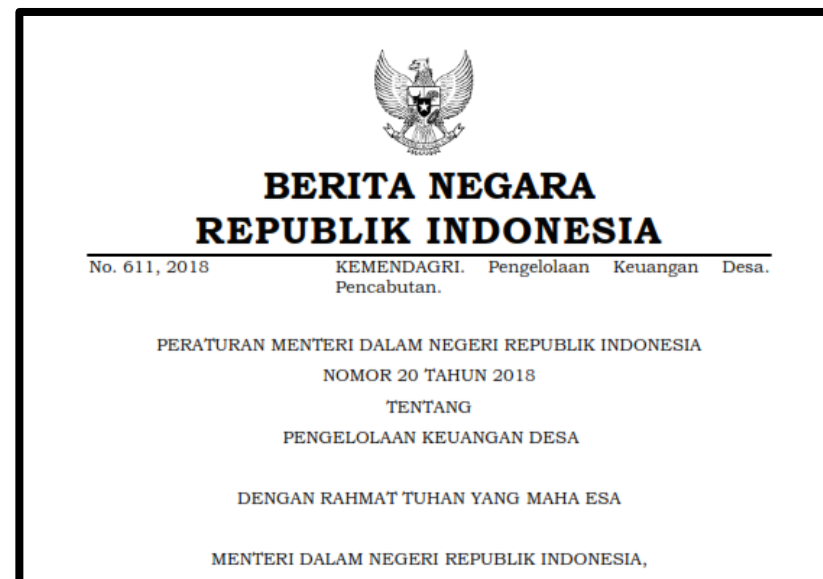 BERITA NEGARA
REPUBLIK INDONESIA
No. 611, 2018 KEMENDAGRI. Pengelolaan Keuangan Desa.
Pencabutan.
PERATURAN MENTERI DALAM NEGERI REPUBLIK INDONESIA
NOMOR 20 TAHUN 2018
TENTANG
PENGELOLAAN KEUANGAN DESA
DENGAN RAHMAT TUHAN YANG MAHA ESA
MENTERI DALAM NEGERI REPUBLIK INDONESIA,